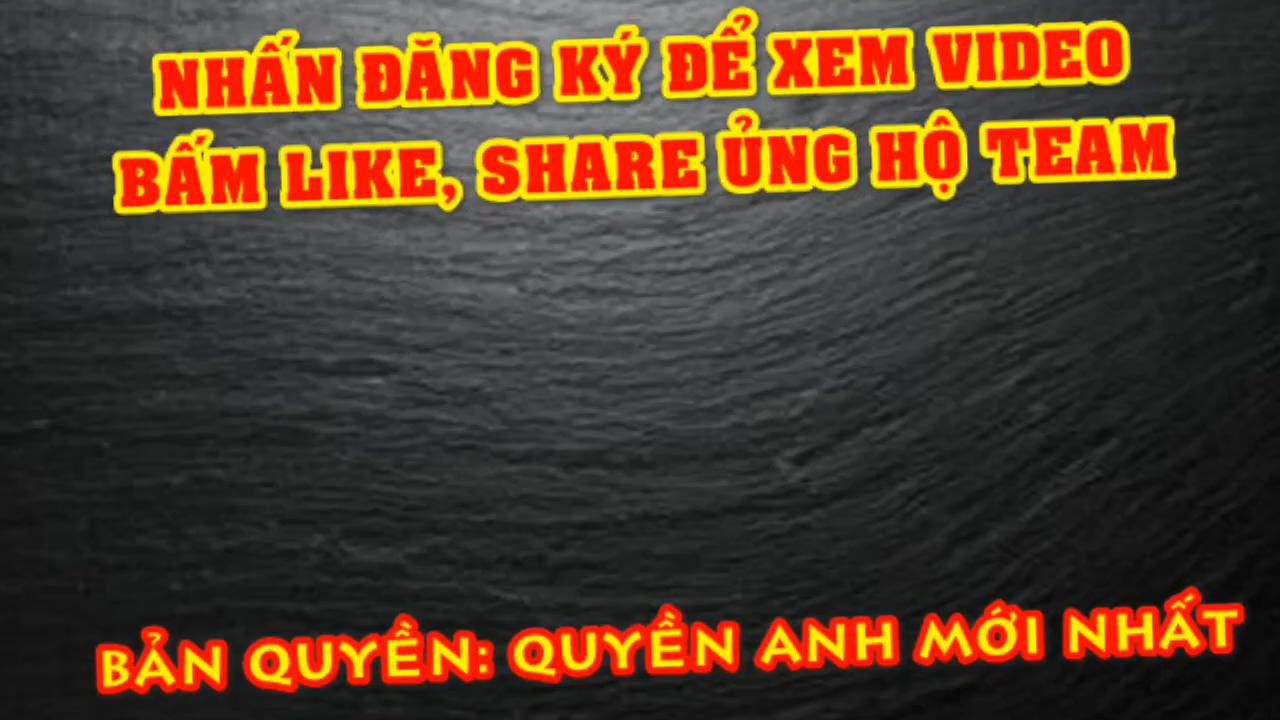 NHẤN ĐĂNG KÝ ĐỂ XEM VIDEO
BẤM LIKE, SHARE ỦNG HỘ TEAM
BẢN QUYỀN: QUYỀN ANH MỚI NHẤT